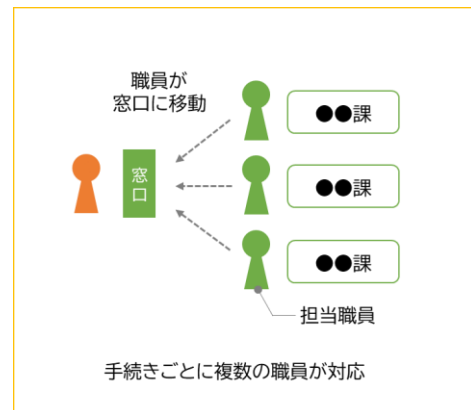 職員が
窓口に移動
●●課
窓口
●●課
●●課
担当職員
手続きごとに複数の職員が対応